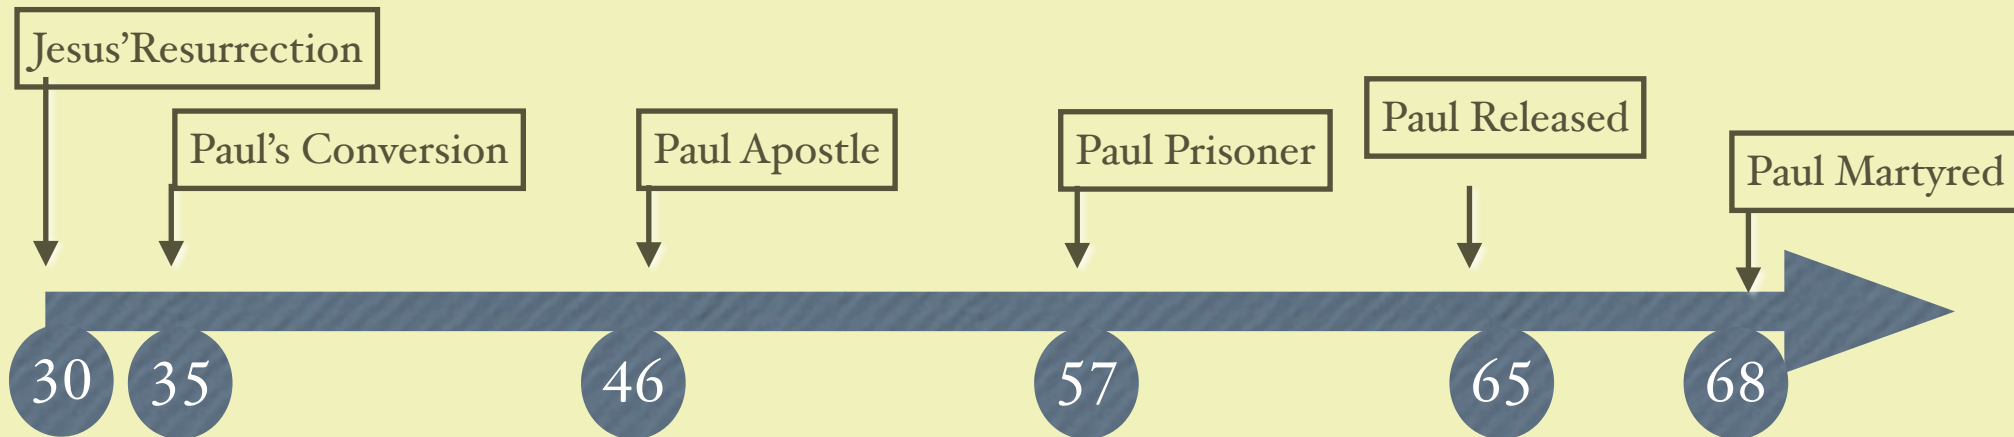 Jesus’Resurrection
Paul’s Conversion
Paul Apostle
Paul Prisoner
Paul Released
Paul Martyred
30
35
46
57
65
68